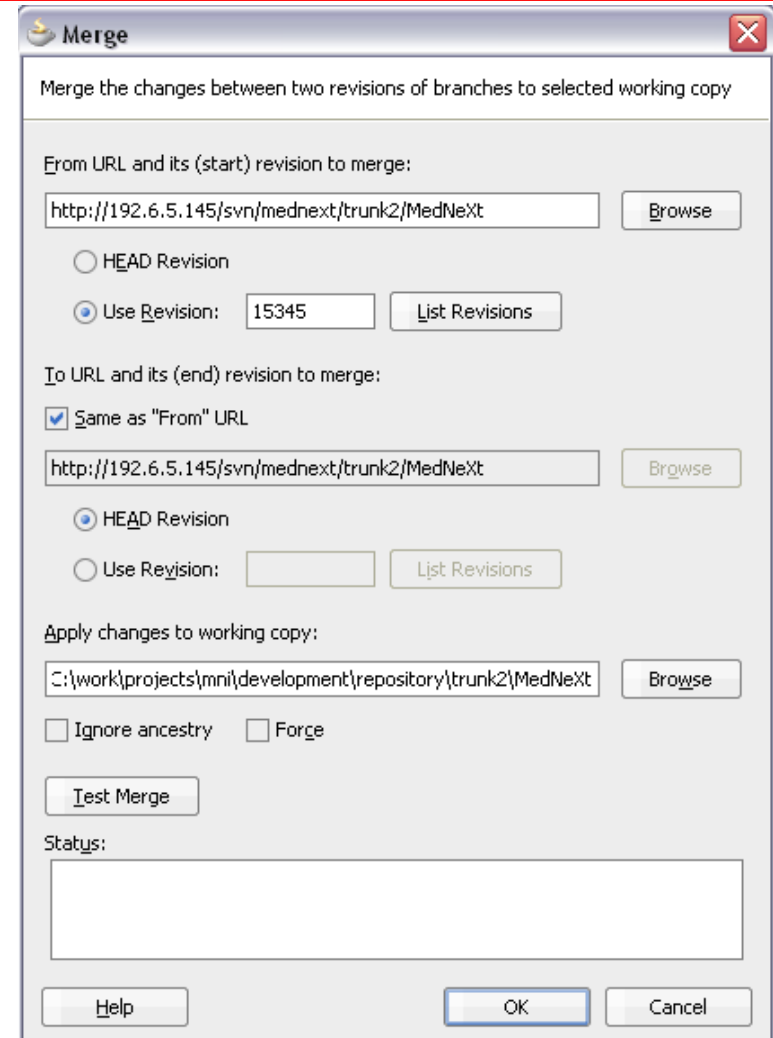 Merge
Merge the changes between two revisions of branches to selected working copy
From URL and its (start) revision to merge:
http://192.6.5.145/svn/mednext/trunk2/MedNeXt Browse
HEAD Revision
Use Revision: 15345 List Revisions
To URL and its (end) revision to merge:
Same as "From" URL
http://192.6.5.145/svn/mednext/trunk2/MedNeXt Browse
HEAD Revision
Use Revision: List Revisions
Apply changes to working copy:
C:\work\projects\mni\development\repository\trunk2\MedNeXt Browse
Ignore ancestry Force
Test Merge
Status:
Help OK Cancel